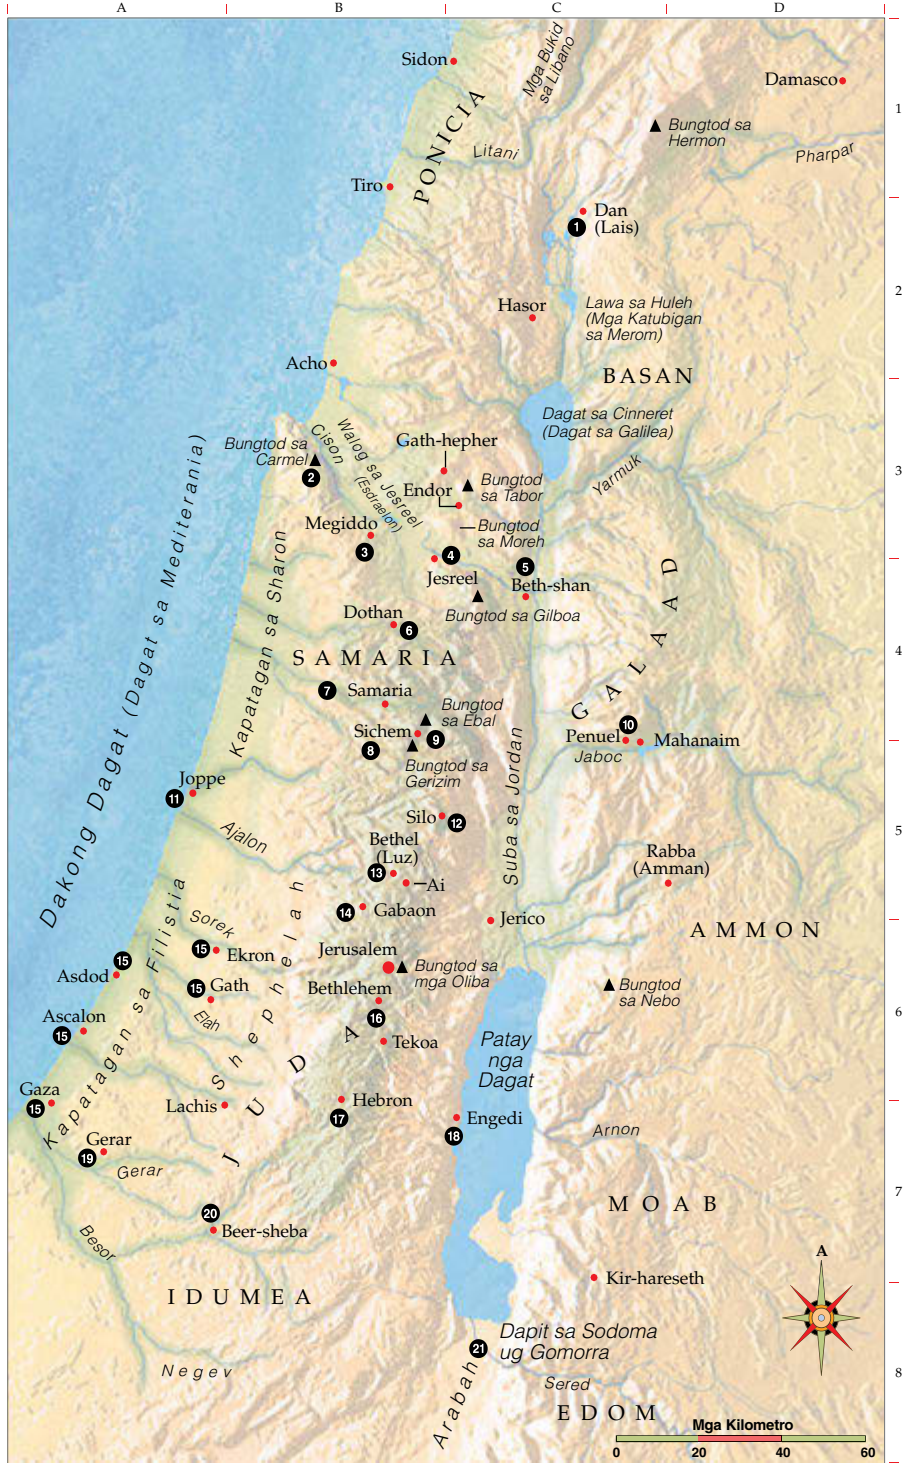 A B C D
Sidon
Mga Bukid
sa Libano
Damasco
1
PONICIA
Bungtod sa
Hermon
Litani
Pharpar
Tiro
Dan
(Lais)
1
2
Hasor
Lawa sa Huleh
(Mga Katubigan
sa Merom)
Acho
BASAN
Dagat sa Cinneret
(Dagat sa Galilea)
Bungtod sa
Carmel
2
Cison
Walog sa Jesreel
(Esdraelon)
Gath-hepher
3
Bungtod
sa Tabor
Endor
Yarmuk
Megiddo
3
Bungtod
sa Moreh
4
Jesreel
5
Beth-shan
Bungtod sa Gilboa
Dakong Dagat (Dagat sa Mediterania)
Kapatagan sa Sharon
Dothan
6
GALAAD
4
SAMARIA
7
Samaria
Bungtod
sa Ebal
Sichem
8
9
Bungtod sa
Gerizim
10
Penuel
Mahanaim
Jaboc
Suba sa Jordan
Joppe
11
Silo
12
5
Ajalon
Bethel
(Luz)
13
Ai
Rabba
(Amman)
14
Gabaon
Jerico
Kapatagan sa Filistia
Sorek
Shephelah
AMMON
15
Ekron
Jerusalem
Bungtod sa
mga Oliba
15
Asdod
15
Gath
Bethlehem
Bungtod
sa Nebo
Elah
16
6
Ascalon
15
JUDA
Tekoa
Patay
nga
Dagat
Gaza
15
Lachis
Hebron
17
Engedi
18
Arnon
Gerar
19
Gerar
MOAB
7
20
Beer-sheba
Besor
Kir-hareseth
A
IDUMEA
Dapit sa Sodoma
ug Gomorra
21
Negev
Arabah
Sered
8
EDOM
Mga Kilometro
0 20 40 60